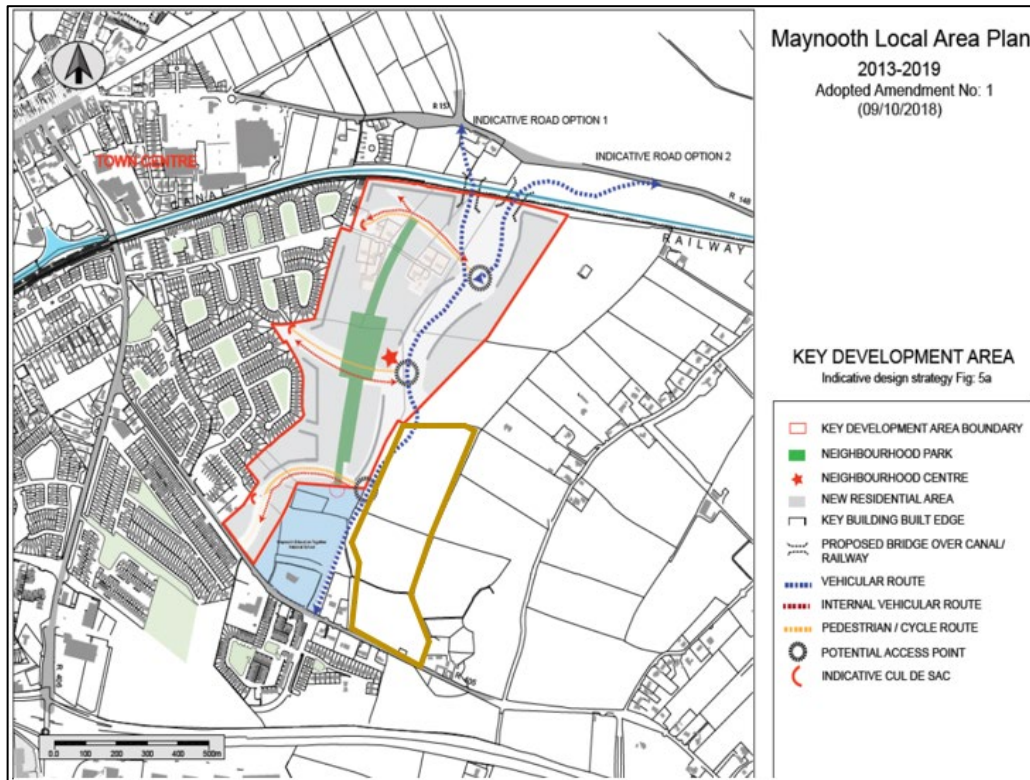 Maynooth Local Area Plan
2013-2019
Adopted Amendment No: 1
(09/10/2018)
R 157
INDICATIVE ROAD OPTION 1
INDICATIVE ROAD OPTION 2
TOWN CENTRE
CANA
R 148
RAILWAY
R 405
R 406
0.0 100 200 300 400 500m
KEY DEVELOPMENT AREA
Indicative design strategy Fig: 5a
KEY DEVELOPMENT AREA BOUNDARY
NEIGHBOURHOOD PARK
NEIGHBOURHOOD CENTRE
NEW RESIDENTIAL AREA
KEY BUILDING BUILT EDGE
PROPOSED BRIDGE OVER CANAL/
RAILWAY
VEHICULAR ROUTE
INTERNAL VEHICULAR ROUTE
PEDESTRIAN / CYCLE ROUTE
POTENTIAL ACCESS POINT
INDICATIVE CUL DE SAC